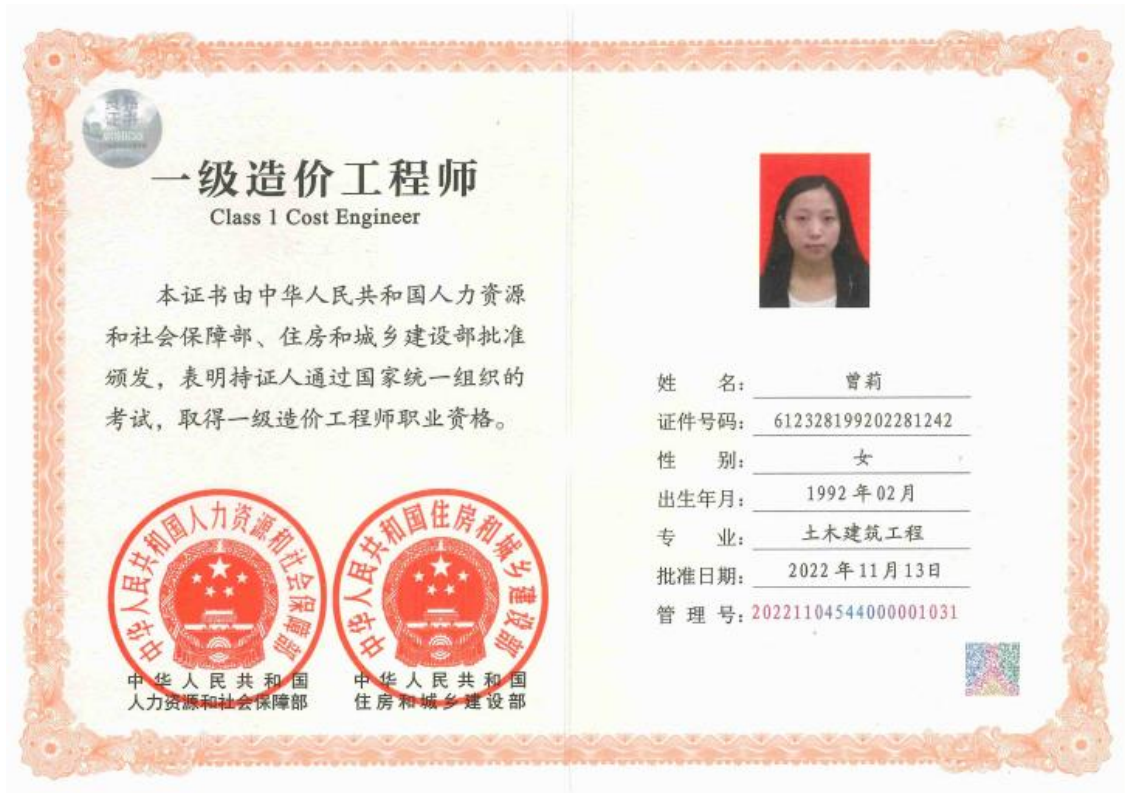 一级造价工程师
Class 1 Cost Engineer
本证书由中华人民共和国人力资源
和社会保障部、住房和城乡建设部批准
颁发，表明持证人通过国家统一组织的
考试，取得一级造价工程师职业资格。
中华人民共和国人力资源和社会保障部
中华人民共和国
人力资源和社会保障部
中华人民共和国住房和城乡建设部
中华人民共和国
住房和城乡建设部
姓 名： 曾莉
证件号码： 612328199202281242
性 别： 女
出生年月： 1992年02月
专 业： 土木建筑工程
批准日期： 2022年11月13日
管 理 号：20221104544000001031